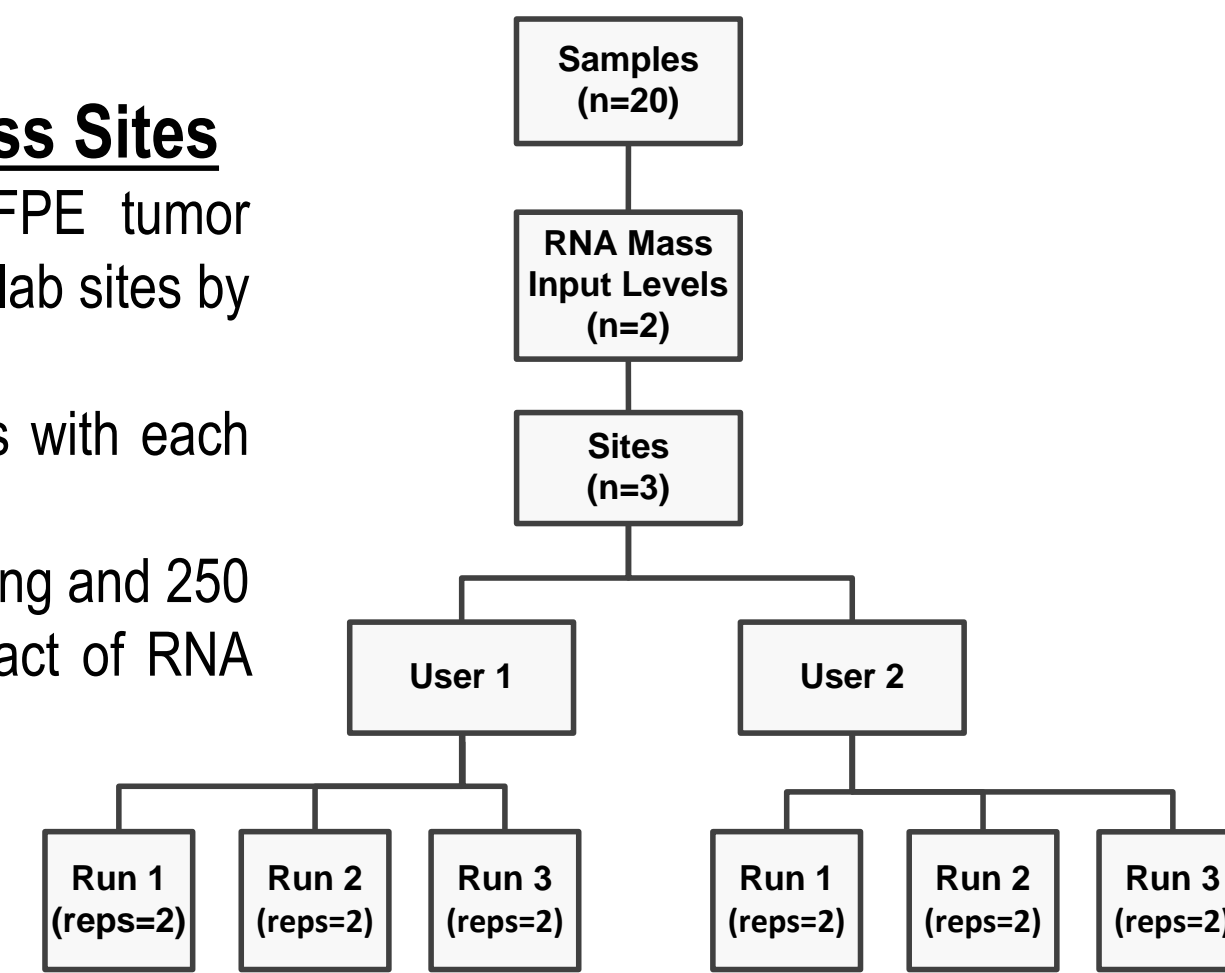 ss Sites
FPE tumor
lab sites by
s with each
ng and 250
act of RNA
Samples
(n=20)
RNA Mass
Input Levels
(n=2)
Sites
(n=3)
User 1
User 2
Run 1
(reps=2)
Run 2
(reps=2)
Run 3
(reps=2)
Run 1
(reps=2)
Run 2
(reps=2)
Run 3
(reps=2)